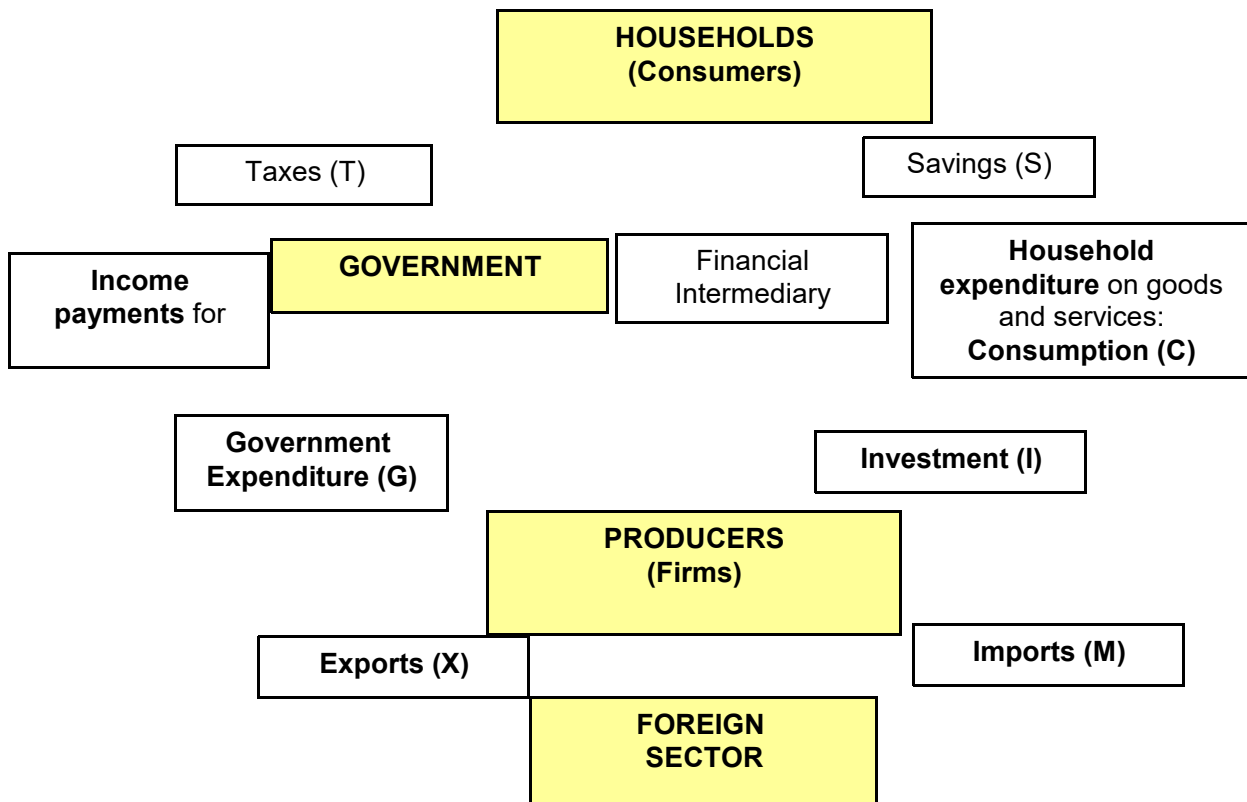 HOUSEHOLDS
(Consumers)
Taxes (T)
Savings (S)
Income
payments for
GOVERNMENT
Financial
Intermediary
Household
expenditure on goods
and services:
Consumption (C)
Government
Expenditure (G)
Investment (I)
PRODUCERS
(Firms)
Exports (X)
Imports (M)
FOREIGN
SECTOR